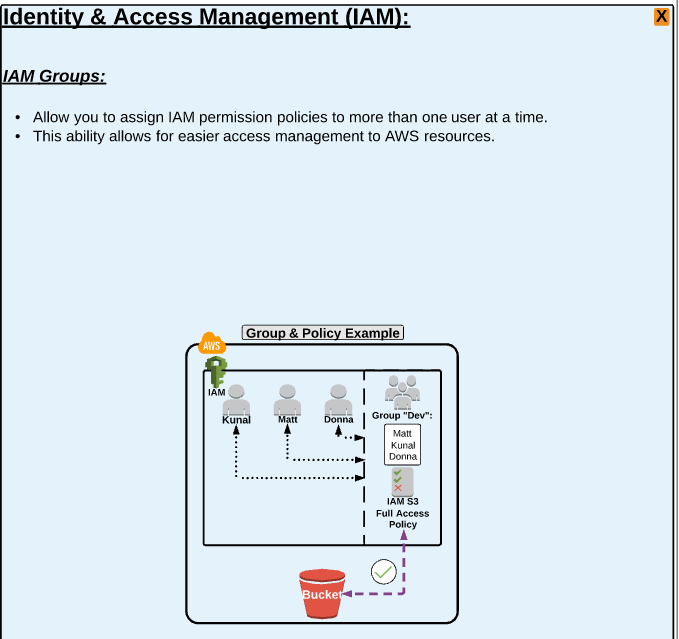 Identity & Access Management (IAM):
X
IAM Groups:
• Allow you to assign IAM permission policies to more than one user at a time.
• This ability allows for easier access management to AWS resources.
Group & Policy Example
AWS
IAM
Kunal
Matt
Donna
Group "Dev":
Matt
Kunal
Donna
IAM S3
Full Access
Policy
Bucket